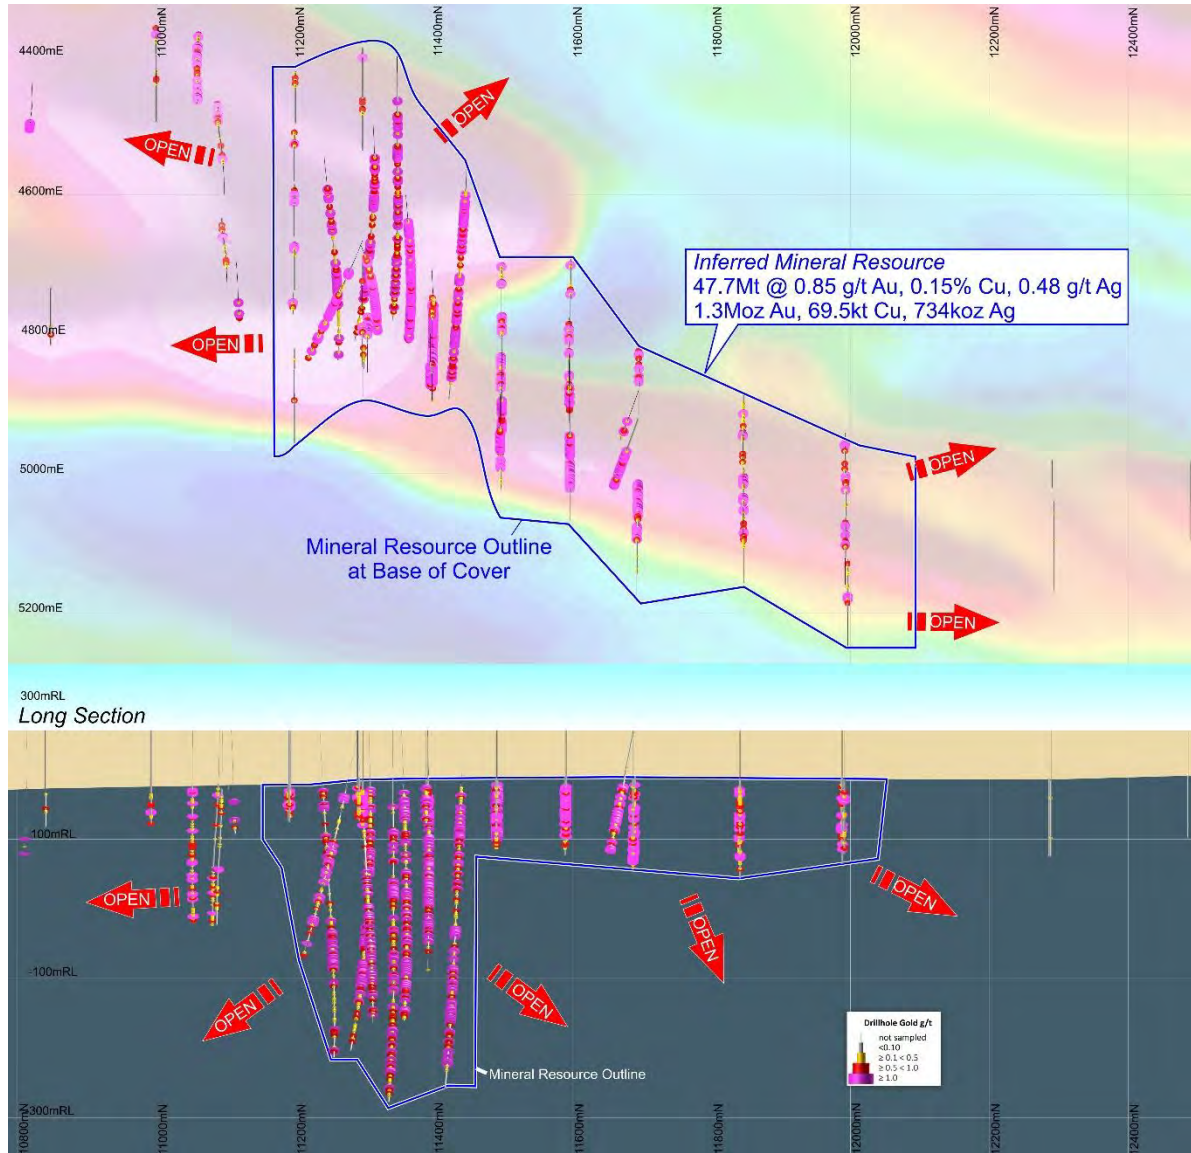 11000mN
11200mN
11400mN
11600mN
11800mN
12000mN
12200mN
12400mN
4400mE
OPEN
OPEN
4600mE
Inferred Mineral Resource
47.7Mt @ 0.85 g/t Au, 0.15% Cu, 0.48 g/t Ag
1.3Moz Au, 69.5kt Cu, 734koz Ag
4800mE
OPEN
OPEN
5000mE
Mineral Resource Outline
at Base of Cover
5200mE
OPEN
300mRL
Long Section
100mRL
OPEN
OPEN
OPEN
-100mRL
OPEN
OPEN
Drillhole Gold g/t
not sampled
<0.10
≥ 0.1 < 0.5
≥ 0.5 < 1.0
≥ 1.0
Mineral Resource Outline
-300mRL
10800mN
11000mN
11200mN
11400mN
11600mN
11800mN
12000mN
12200mN
12400mN